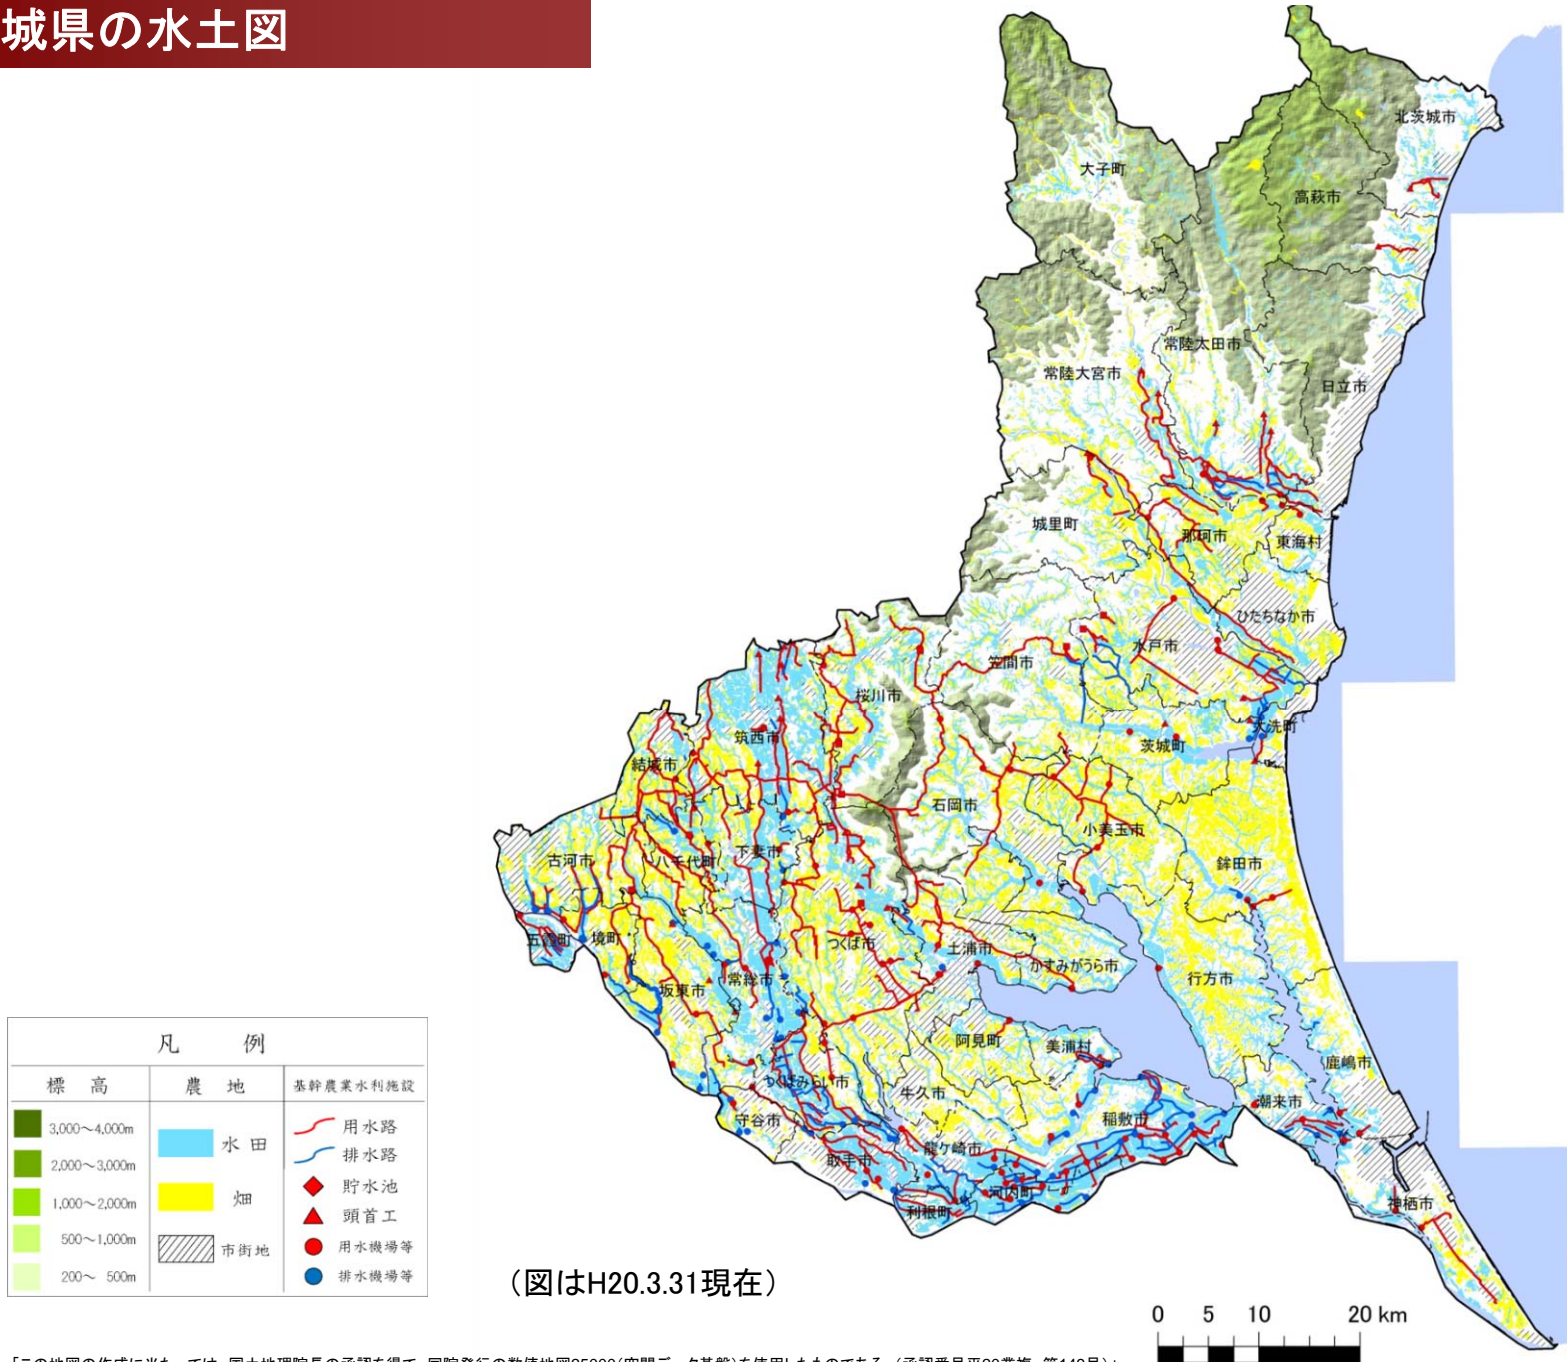 城県の水土図
北茨城市
大子町
高萩市
常陸太田市
常陸大宮市
日立市
城里町
那珂市
東海村
ひたちなか市
水戸市
笠間市
桜川市
大洗町
筑西市
茨城町
結城市
石岡市
小美玉市
古河市
八千代町
下妻市
鉾田市
五霞町
境町
つくば市
土浦市
かすみがうら市
行方市
常総市
坂東市
阿見町
美浦村
鹿嶋市
つくばみらい市
牛久市
潮来市
守谷市
稲敷市
龍ケ崎市
取手市
河内町
利根町
神栖市
凡 例
標 高
農 地
基幹農業水利施設
3,000～4,000m
2,000～3,000m
1,000～2,000m
500～1,000m
200～ 500m
水 田
畑
市街地
用水路
排水路
貯水池
頭首工
用水機場等
排水機場等
（図はH20.3.31現在）
0 5 10 20 km